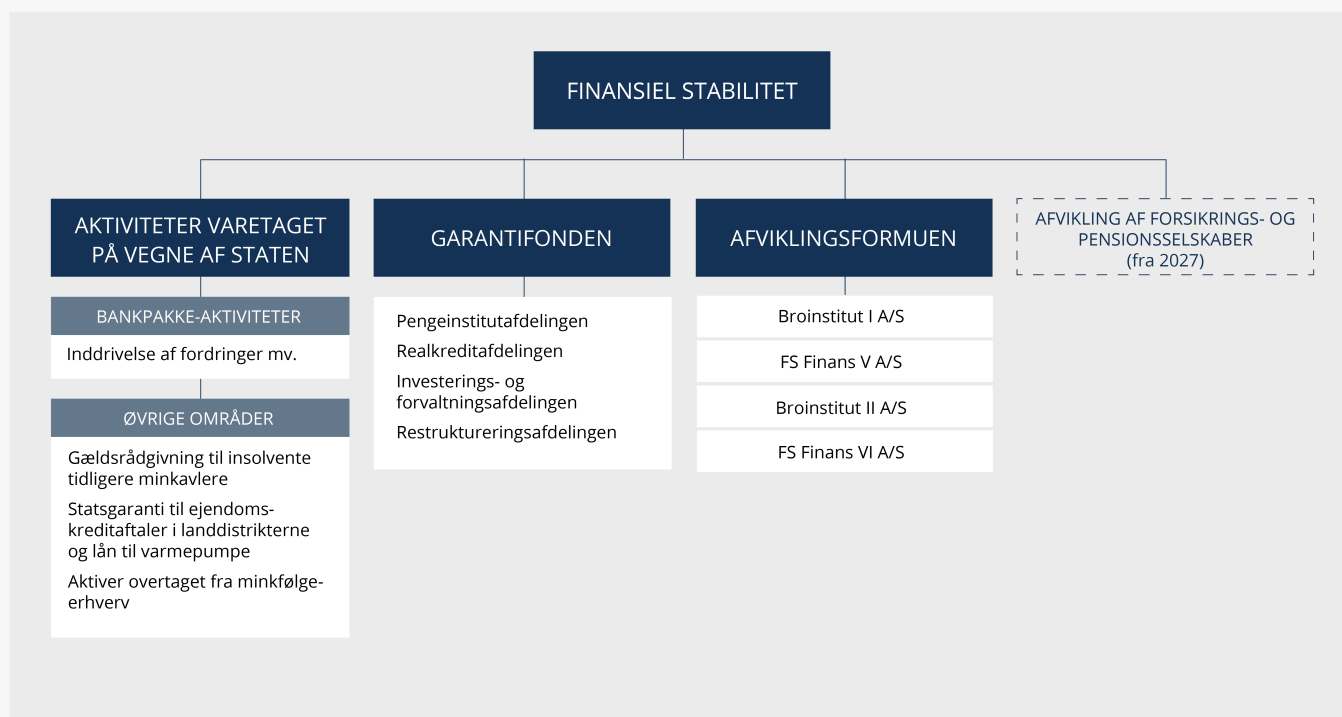 FINANSIEL STABILITET
AKTIVITETER VARETAGET
PÅ VEGNE AF STATEN
BANKPAKKE-AKTIVITETER
Inddrivelse af fordringer mv.
ØVRIGE OMRÅDER
Gældsrådgivning til insolvente
tidligere minkavlere
Statsgaranti til ejendoms-
kreditaftaler i landdistrikterne
og lån til varmepumpe
Aktiver overtaget fra minkfølge-
erhverv
GARANTIFONDEN
Pengeinstitutafdelingen
Realkreditafdelingen
Investerings- og
forvaltningsafdelingen
Restruktureringsafdelingen
AFVIKLINGSFORMUEN
Broinstitut I A/S
FS Finans V A/S
Broinstitut II A/S
FS Finans VI A/S
AFVIKLING AF FORSIKRINGS- OG
PENSIONSSELSKABER
(fra 2027)